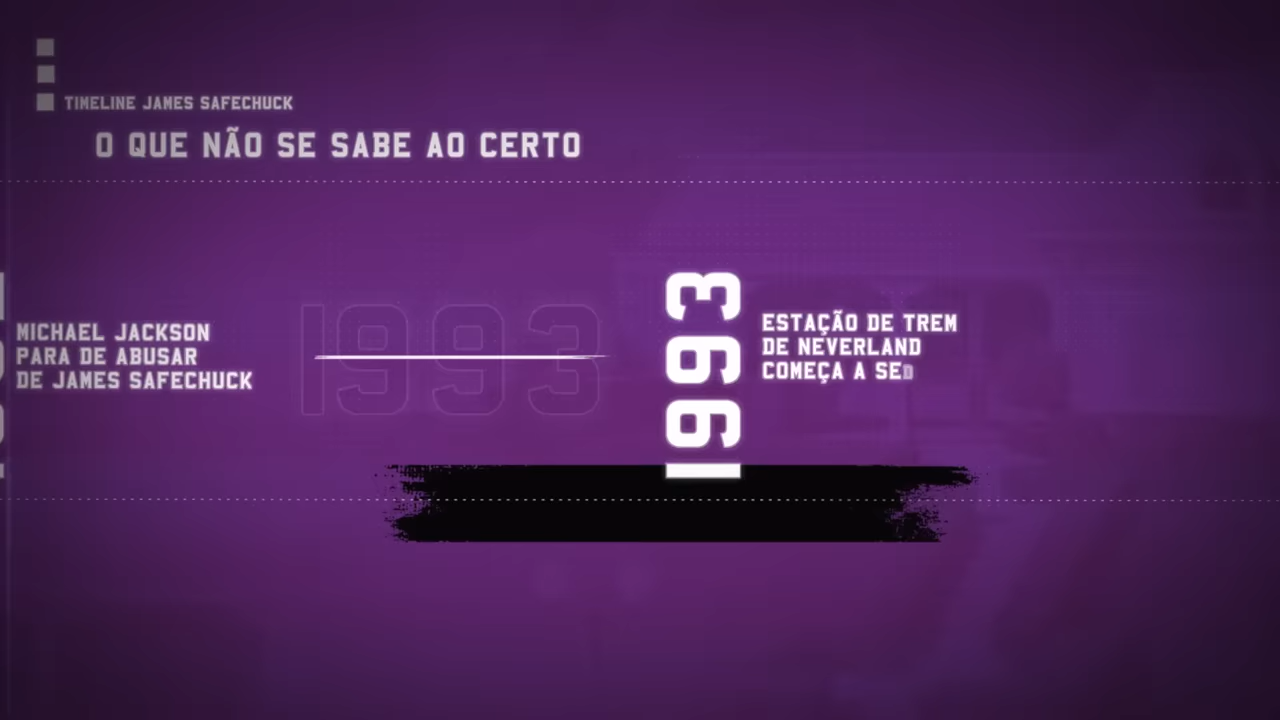 TIMELINE JAMES SAFECHUCK
O QUE NÃO SE SABE AO CERTO
MICHAEL JACKSON
PARA DE ABUSAR
DE JAMES SAFECHUCK
1993
1993
ESTAÇÃO DE TREM
DE NEVERLAND
COMEÇA A SE